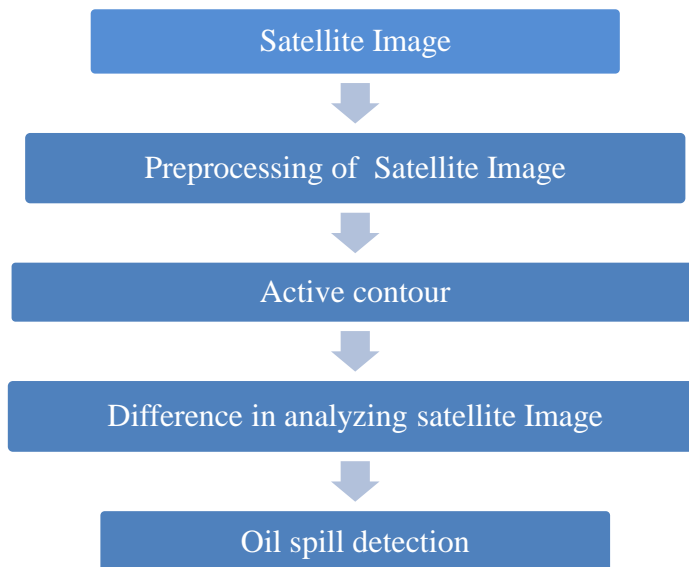 Satellite Image
Preprocessing of  Satellite Image
Active contour
Difference in analyzing satellite Image
Oil spill detection